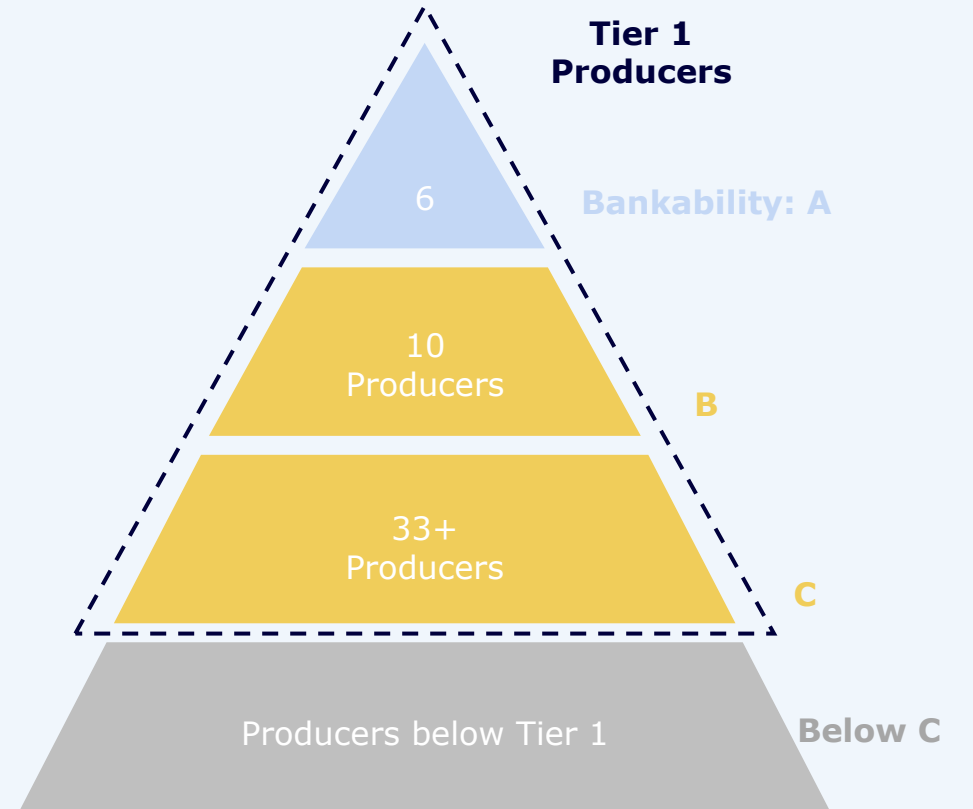 Tier 1
Producers
6
Bankability: A
10
Producers
B
33+
Producers
C
Producers below Tier 1
Below C